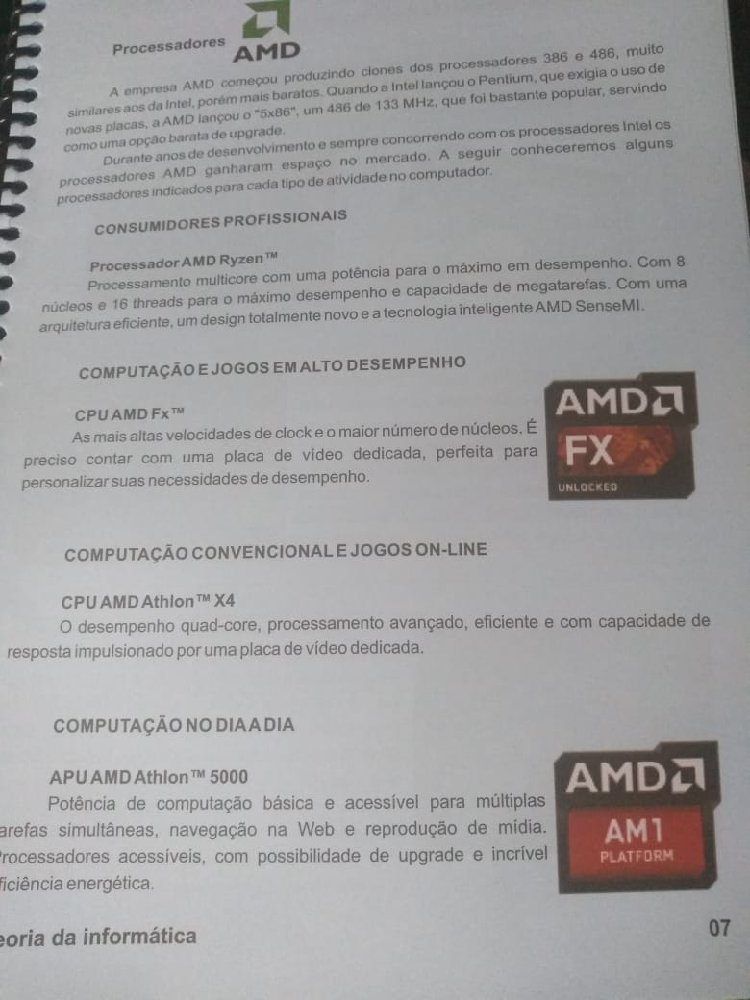 Processadores AMD
A empresa AMD começou produzindo clones dos processadores 386 e 486, muito
similares aos da Intel, porém mais baratos. Quando a Intel lançou o Pentium, que exigia o uso de
novas placas, a AMD lançou o "5x86", um 486 de 133 MHz, que foi bastante popular, servindo
como uma opção barata de upgrade.
Durante anos de desenvolvimento e sempre concorrendo com os processadores Intel os
processadores AMD ganharam espaço no mercado. A seguir conheceremos alguns
processadores indicados para cada tipo de atividade no computador.
CONSUMIDORES PROFISSIONAIS
Processador AMD Ryzen™
Processamento multicore com uma potência para o máximo em desempenho. Com 8
núcleos e 16 threads para o máximo desempenho e capacidade de megatarefas. Com uma
arquitetura eficiente, um design totalmente novo e a tecnologia inteligente AMD SenseMI.
COMPUTAÇÃO E JOGOS EM ALTO DESEMPENHO
CPU AMD Fx™
As mais altas velocidades de clock e o maior número de núcleos. É
preciso contar com uma placa de vídeo dedicada, perfeita para
personalizar suas necessidades de desempenho.
AMD
FX
UNLOCKED
COMPUTAÇÃO CONVENCIONAL E JOGOS ON-LINE
CPU AMD Athlon™ X4
O desempenho quad-core, processamento avançado, eficiente e com capacidade de
resposta impulsionado por uma placa de vídeo dedicada.
COMPUTAÇÃO NO DIA A DIA
APU AMD Athlon™ 5000
Potência de computação básica e acessível para múltiplas
arefas simultâneas, navegação na Web e reprodução de mídia.
Processadores acessíveis, com possibilidade de upgrade e incrível
ficiência energética.
AMD
AM1
PLATFORM
eoria da informática
07